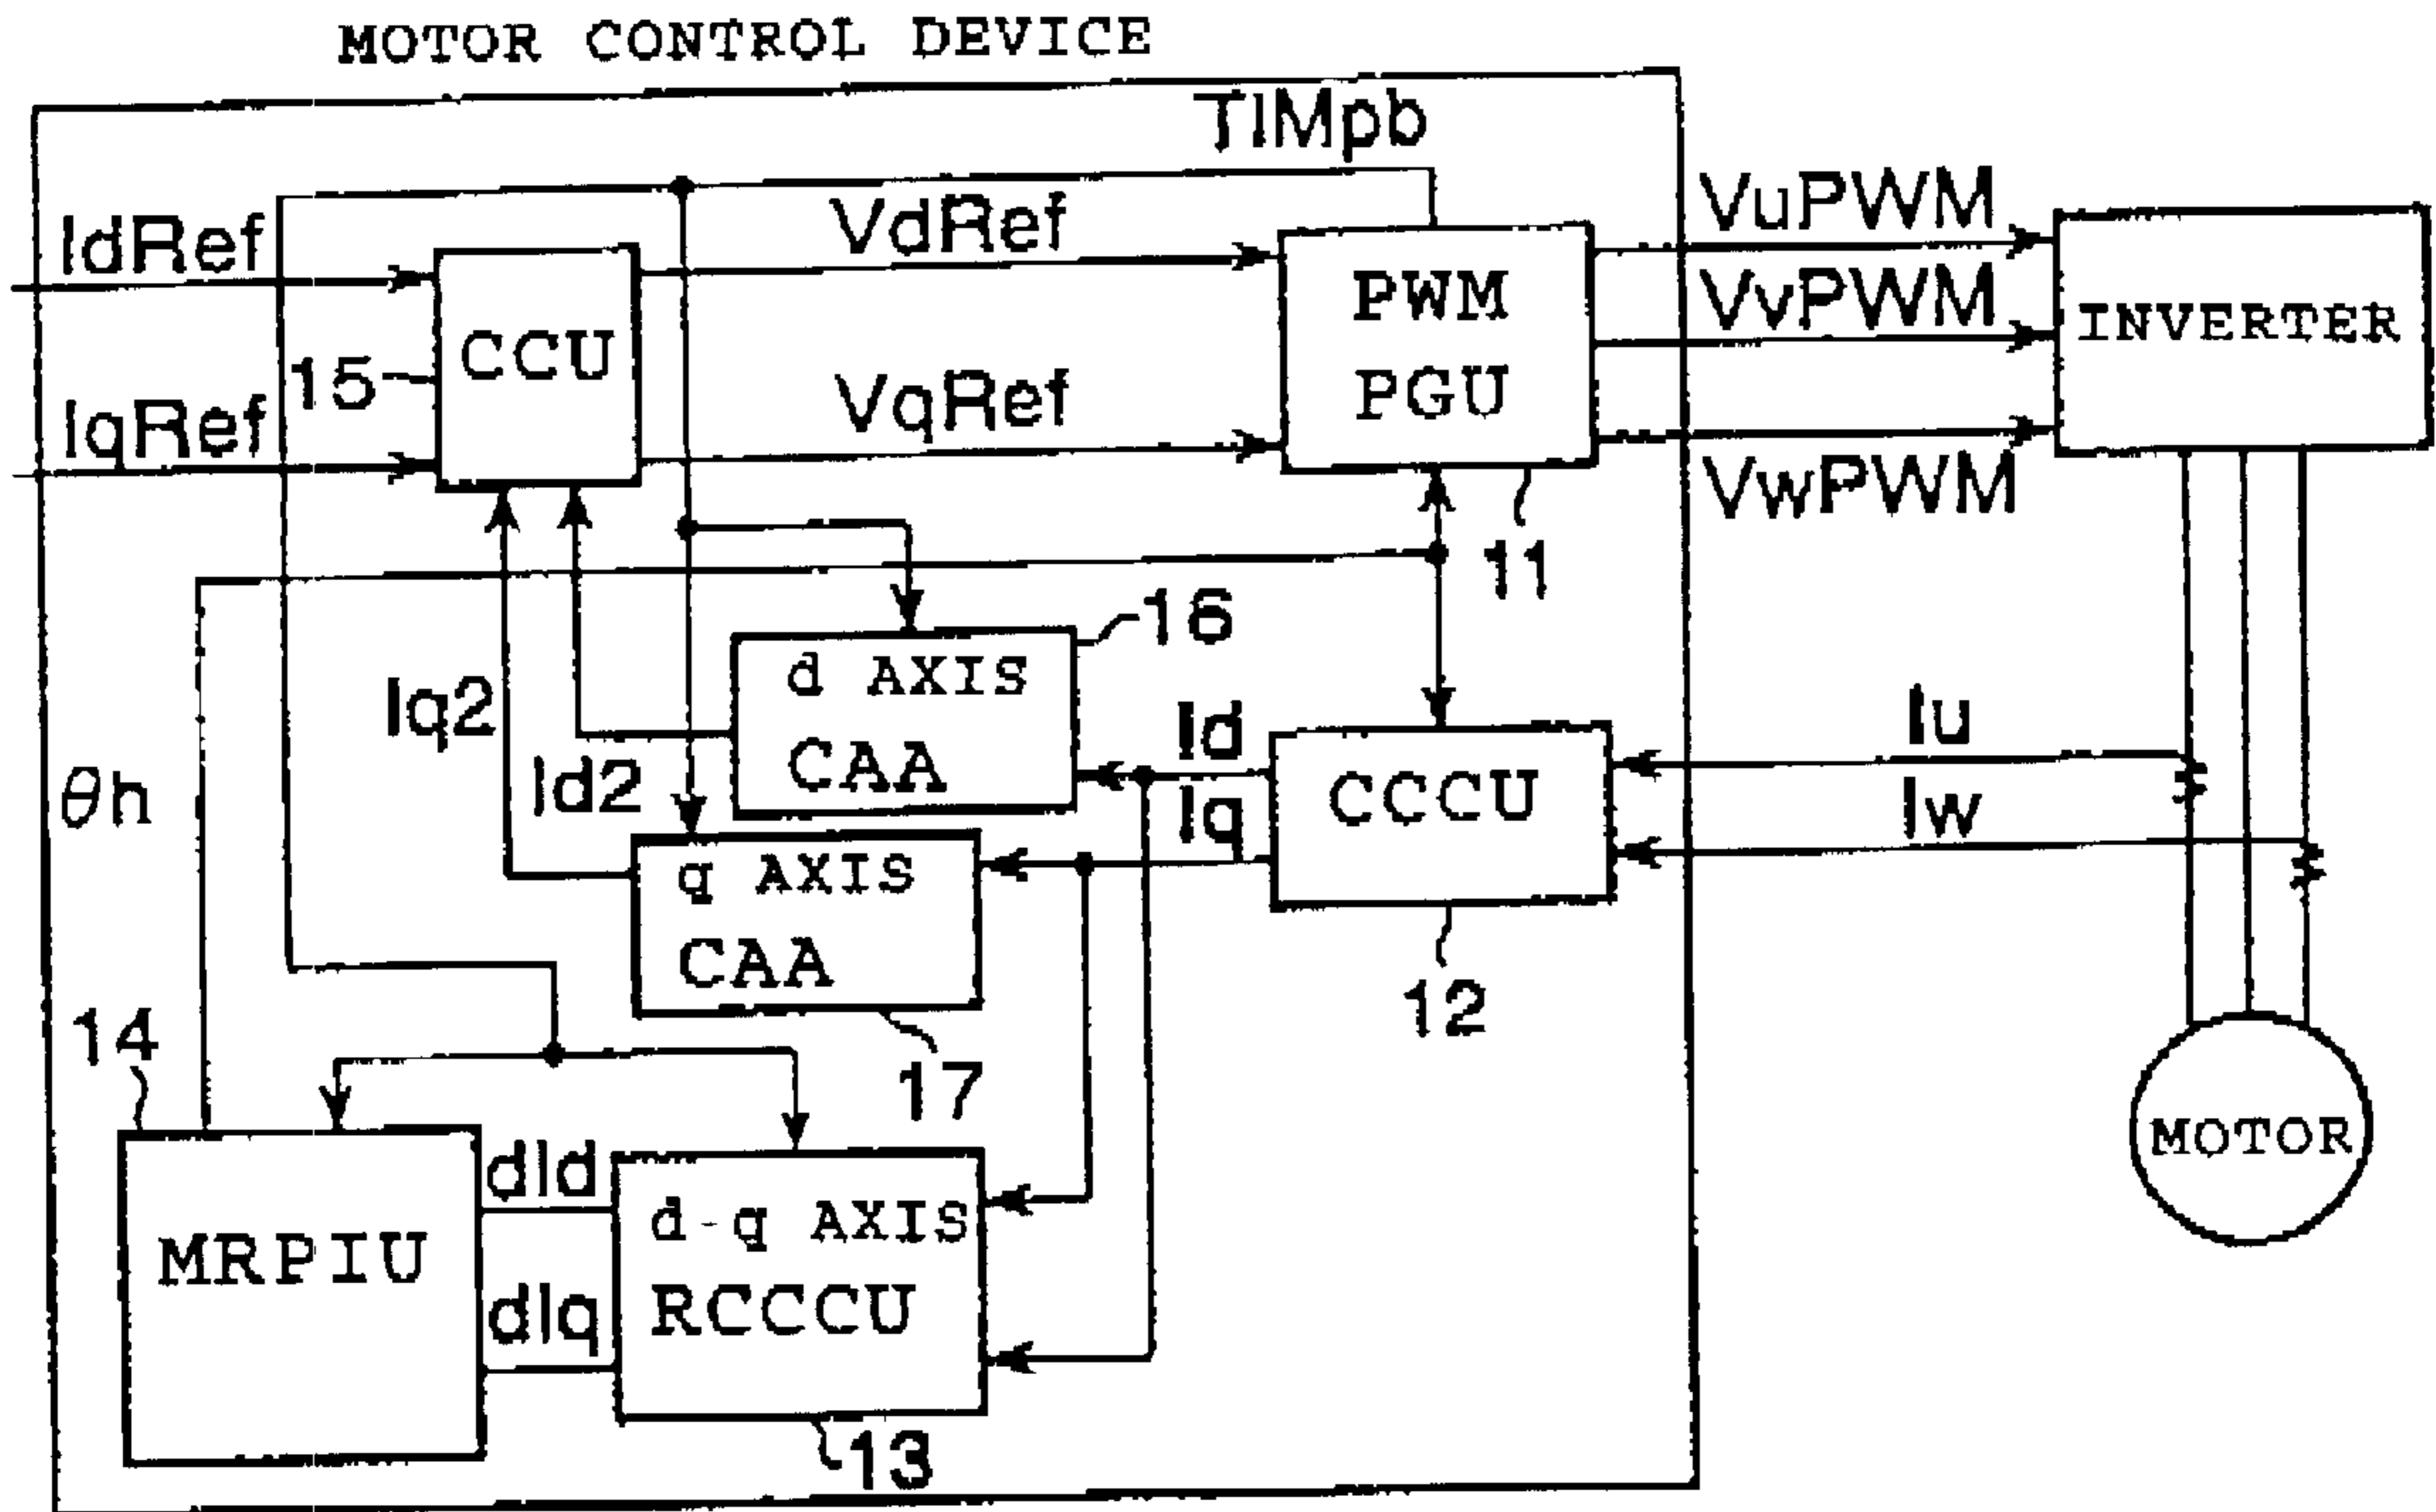 MOTOR CONTROL DEVICE
TIMpb
VuPWM
IdRef
VdRef
PWM
PGU
VvPWM
INVERTER
CCU
15
IqRef
VqRef
VwPWM
11
16
d AXIS
CAA
Iq2
Id2
Id
Iq
CCCU
Iu
Iw
θh
q AXIS
CAA
12
14
17
MOTOR
dId
MRPIU
d-q AXIS
RCCCU
dIq
13